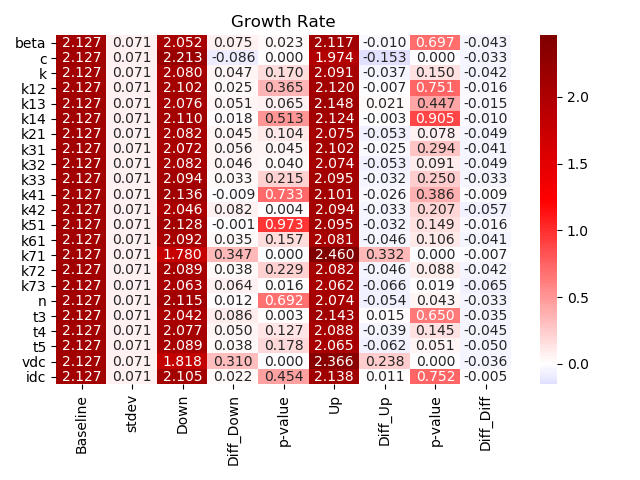 Growth Rate
beta 2.127 0.071 2.052 0.075 0.023 2.117 -0.010 0.697 -0.043
c 2.127 0.071 2.213 -0.086 0.000 1.974 -0.153 0.000 -0.033
k 2.127 0.071 2.080 0.047 0.170 2.091 -0.037 0.150 -0.042
k12 2.127 0.071 2.102 0.025 0.365 2.120 -0.007 0.751 -0.016
k13 2.127 0.071 2.076 0.051 0.065 2.148 0.021 0.447 -0.015
k14 2.127 0.071 2.110 0.018 0.513 2.124 -0.003 0.905 -0.010
k21 2.127 0.071 2.082 0.045 0.104 2.075 -0.053 0.078 -0.049
k31 2.127 0.071 2.072 0.056 0.045 2.102 -0.025 0.294 -0.041
k32 2.127 0.071 2.082 0.046 0.040 2.074 -0.053 0.091 -0.049
k33 2.127 0.071 2.094 0.033 0.215 2.095 -0.032 0.250 -0.033
k41 2.127 0.071 2.136 -0.009 0.733 2.101 -0.026 0.386 -0.009
k42 2.127 0.071 2.046 0.082 0.004 2.094 -0.033 0.207 -0.057
k51 2.127 0.071 2.128 -0.001 0.973 2.095 -0.032 0.149 -0.016
k61 2.127 0.071 2.092 0.035 0.157 2.081 -0.046 0.106 -0.041
k71 2.127 0.071 1.780 0.347 0.000 2.460 0.332 0.000 -0.007
k72 2.127 0.071 2.089 0.038 0.229 2.082 -0.046 0.088 -0.042
k73 2.127 0.071 2.063 0.064 0.016 2.062 -0.066 0.019 -0.065
n 2.127 0.071 2.115 0.012 0.692 2.074 -0.054 0.043 -0.033
t3 2.127 0.071 2.042 0.086 0.003 2.143 0.015 0.650 -0.035
t4 2.127 0.071 2.077 0.050 0.127 2.088 -0.039 0.145 -0.045
t5 2.127 0.071 2.089 0.038 0.178 2.065 -0.062 0.051 -0.050
vdc 2.127 0.071 1.818 0.310 0.000 2.366 0.238 0.000 -0.036
idc 2.127 0.071 2.105 0.022 0.454 2.138 0.011 0.752 -0.005
Baseline stdev Down Diff_Down p-value Up Diff_Up p-value Diff_Diff
2.0
1.5
1.0
0.5
0.0